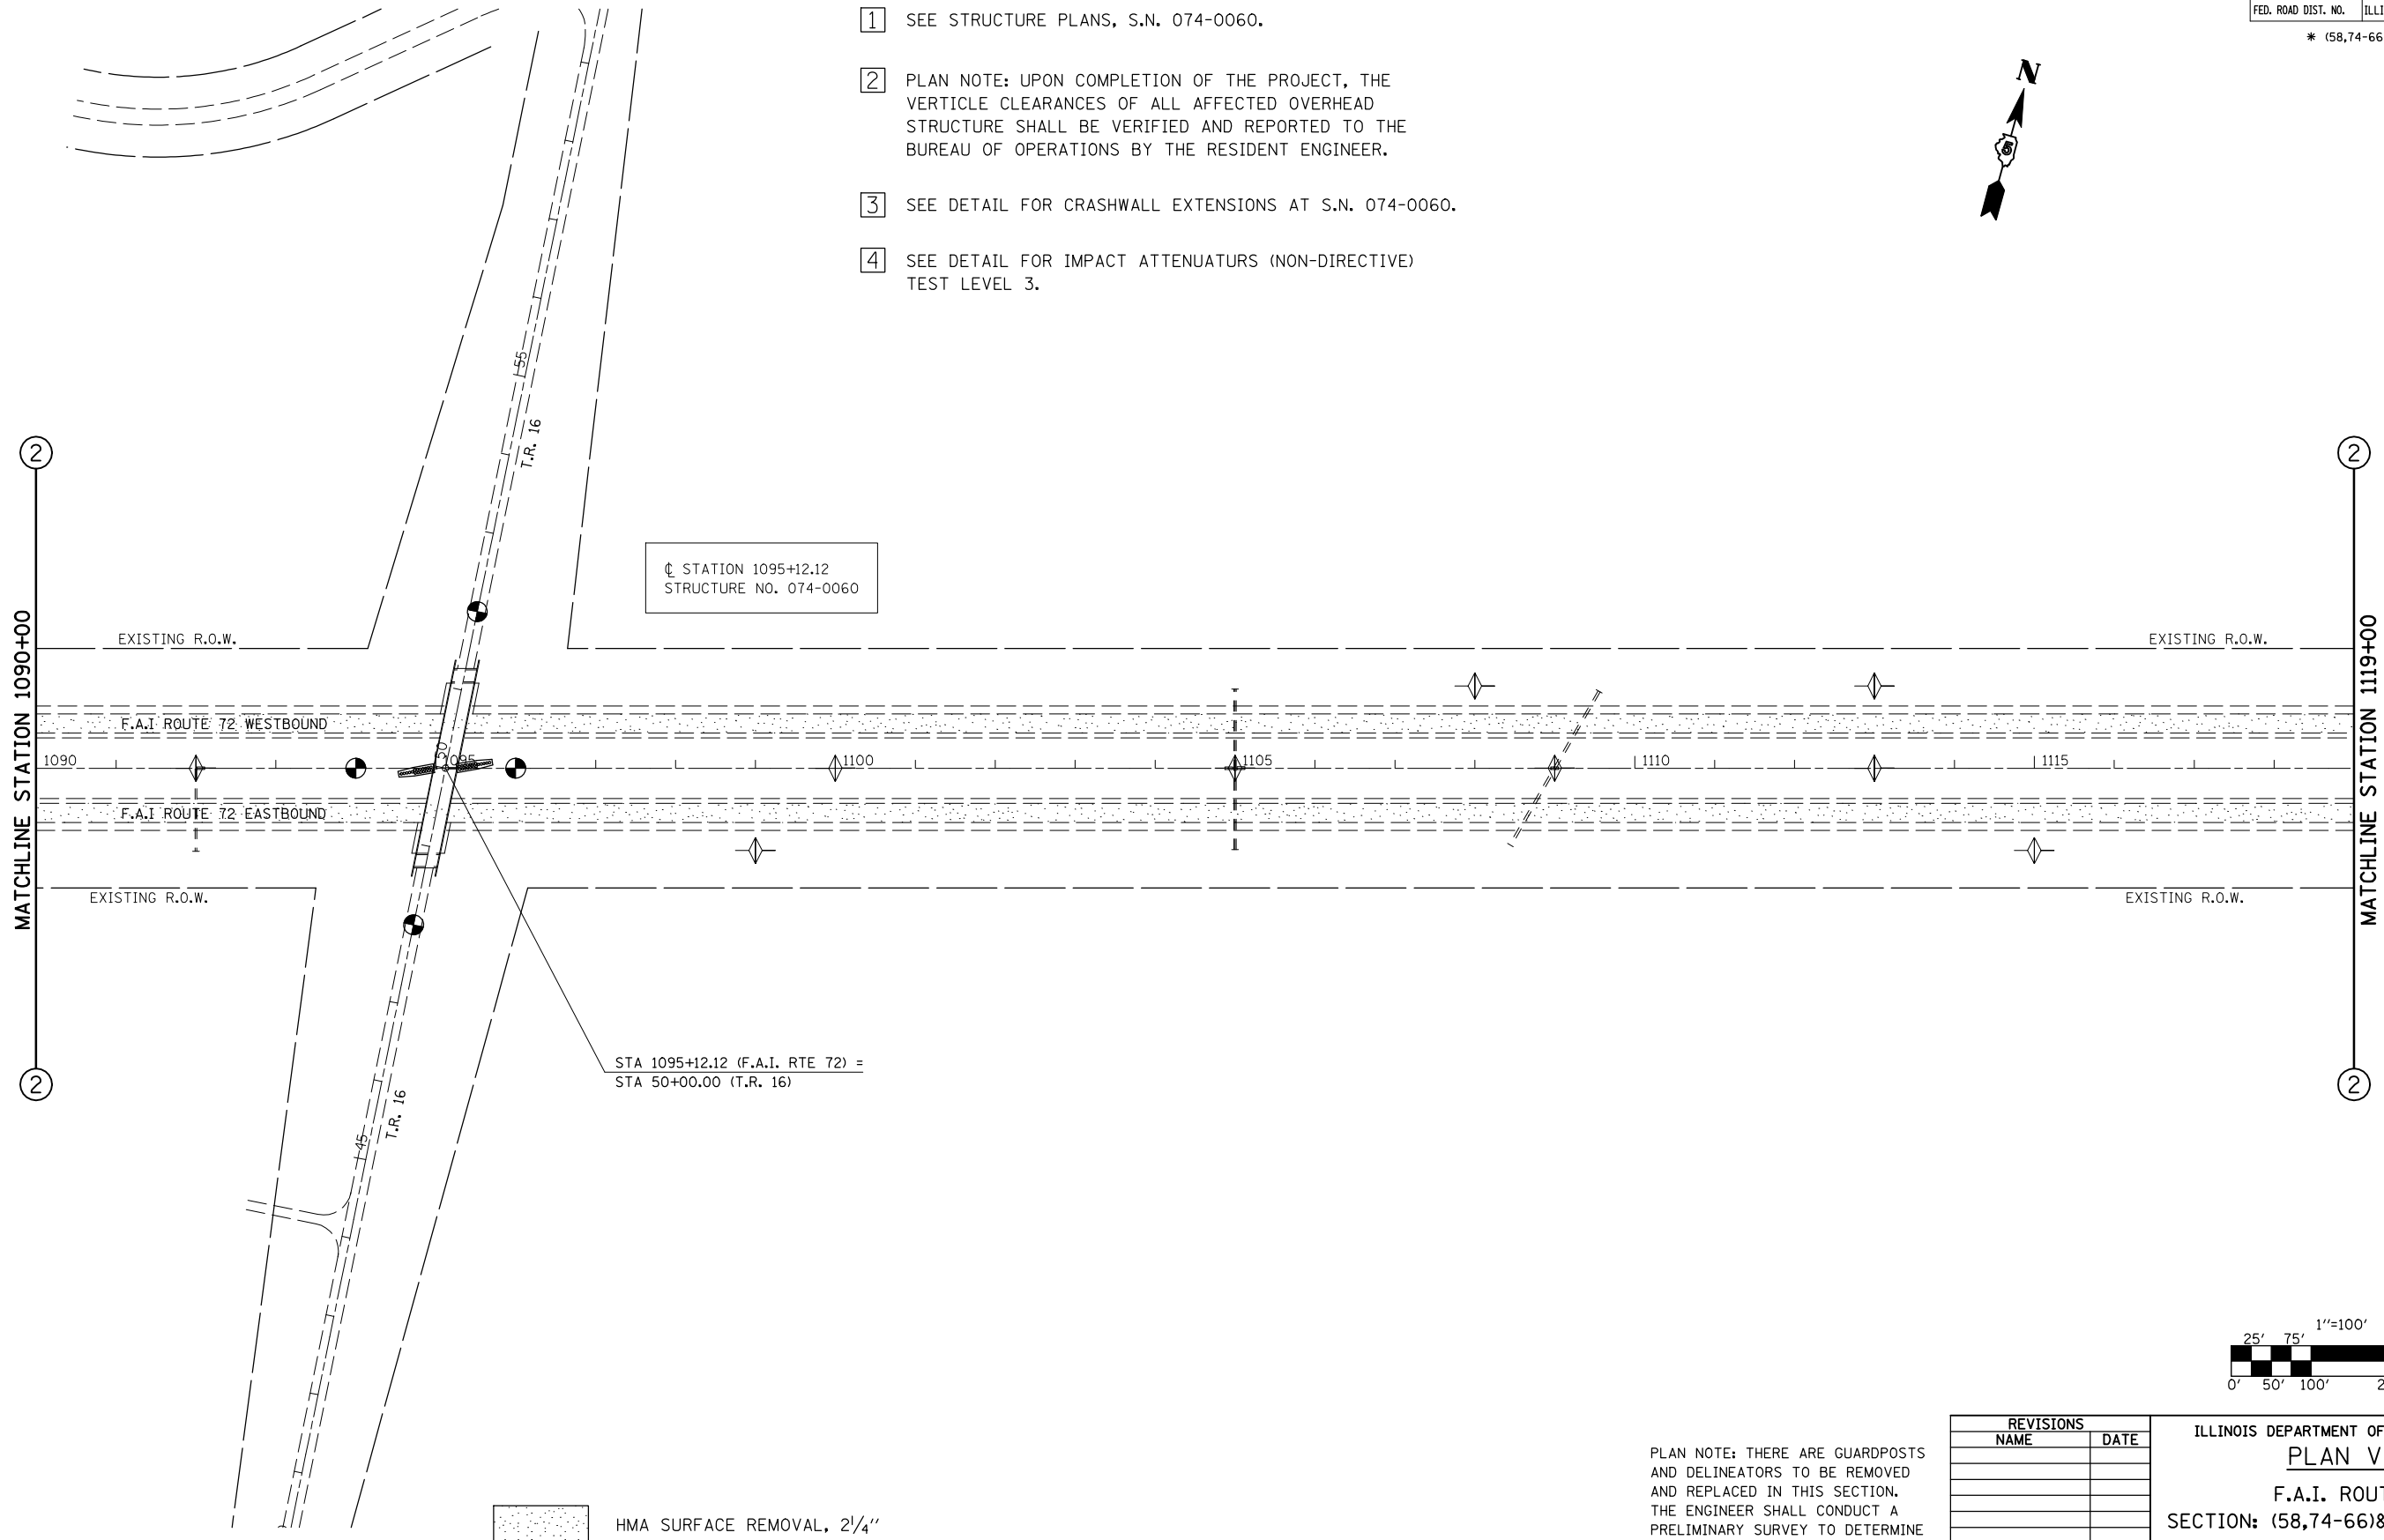 FED. ROAD DIST. NO.
* (58,74-66
1 SEE STRUCTURE PLANS, S.N. 074-0060.
2 PLAN NOTE: UPON COMPLETION OF THE PROJECT, THE
VERTICLE CLEARANCES OF ALL AFFECTED OVERHEAD
STRUCTURE SHALL BE VERIFIED AND REPORTED TO THE
BUREAU OF OPERATIONS BY THE RESIDENT ENGINEER.
3 SEE DETAIL FOR CRASHWALL EXTENSIONS AT S.N. 074-0060.
4 SEE DETAIL FOR IMPACT ATTENUATURS (NON-DIRECTIVE)
TEST LEVEL 3.
N
5
55
T.R. 16
2
2
℄ STATION 1095+12.12
STRUCTURE NO. 074-0060
MATCHLINE STATION 1090+00
MATCHLINE STATION 1119+00
EXISTING R.O.W.
EXISTING R.O.W.
F.A.I ROUTE 72 WESTBOUND
50
1090
1095
1100
1105
1110
1115
F.A.I ROUTE 72 EASTBOUND
EXISTING R.O.W.
EXISTING R.O.W.
STA 1095+12.12 (F.A.I. RTE 72) =
STA 50+00.00 (T.R. 16)
2
2
T.R. 16
45
1"=100'
25' 75'
0' 50' 100' 2
REVISIONS
NAME DATE
ILLINOIS DEPARTMENT OF
PLAN V
F.A.I. ROUT
SECTION: (58,74-66)&
PLAN NOTE: THERE ARE GUARDPOSTS
AND DELINEATORS TO BE REMOVED
AND REPLACED IN THIS SECTION.
THE ENGINEER SHALL CONDUCT A
PRELIMINARY SURVEY TO DETERMINE
HMA SURFACE REMOVAL, 2 1/4"